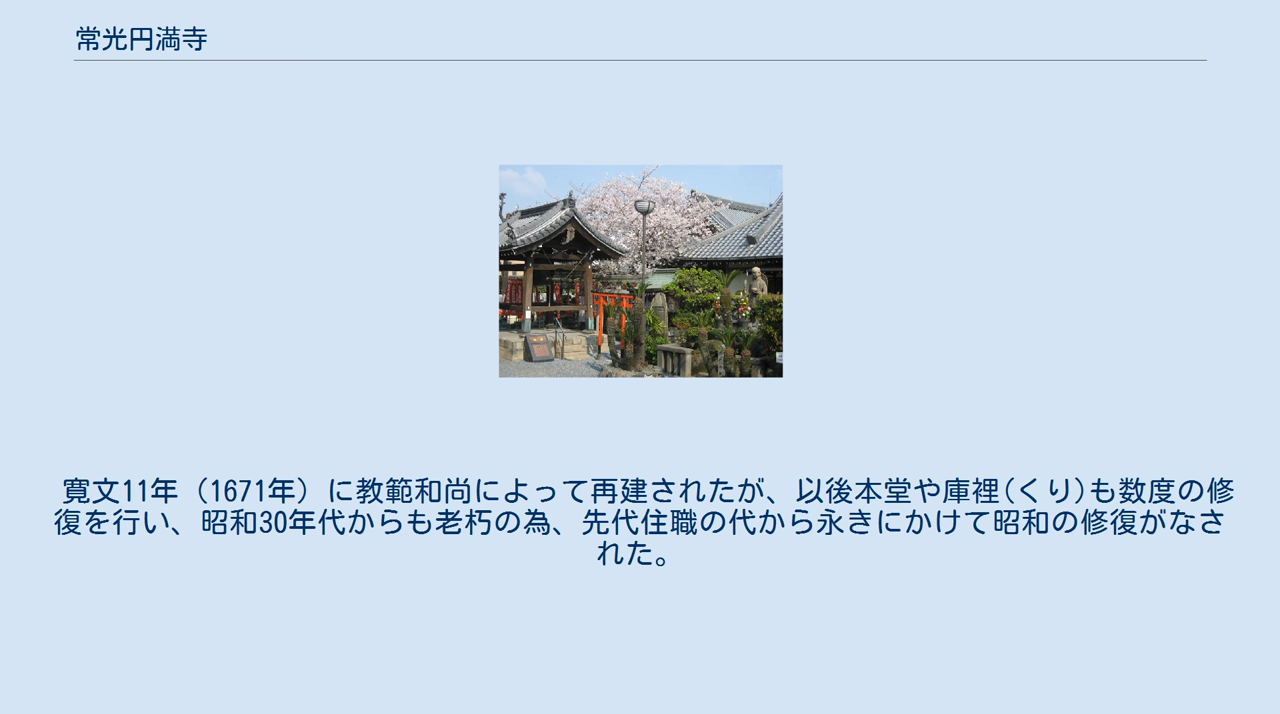 常光円満寺
寛文11年（1671年）に教範和尚によって再建されたが、以後本堂や庫裡(くり)も数度の修
復を行い、昭和30年代からも老朽の為、先代住職の代から永きにかけて昭和の修復がなさ
れた。